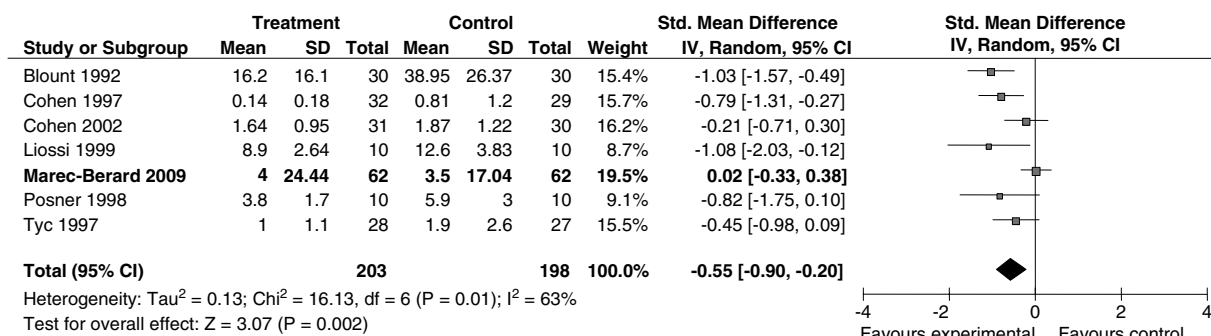 Treatment Control Std. Mean Difference Std. Mean Difference
Study or Subgroup Mean SD Total Mean SD Total Weight IV, Random, 95% CI IV, Random, 95% CI
Blount 1992 16.2 16.1 30 38.95 26.37 30 15.4% -1.03 [-1.57, -0.49]
Cohen 1997 0.14 0.18 32 0.81 1.2 29 15.7% -0.79 [-1.31, -0.27]
Cohen 2002 1.64 0.95 31 1.87 1.22 30 16.2% -0.21 [-0.71, 0.30]
Liossi 1999 8.9 2.64 10 12.6 3.83 10 8.7% -1.08 [-2.03, -0.12]
Marec-Berard 2009 4 24.44 62 3.5 17.04 62 19.5% 0.02 [-0.33, 0.38]
Posner 1998 3.8 1.7 10 5.9 3 10 9.1% -0.82 [-1.75, 0.10]
Tyc 1997 1 1.1 28 1.9 2.6 27 15.5% -0.45 [-0.98, 0.09]
Total (95% CI) 203 198 100.0% -0.55 [-0.90, -0.20]
Heterogeneity: Tau² = 0.13; Chi² = 16.13, df = 6 (P = 0.01); I² = 63%
Test for overall effect: Z = 3.07 (P = 0.002)
-4 -2 0 2 4
Favours experimental Favours control